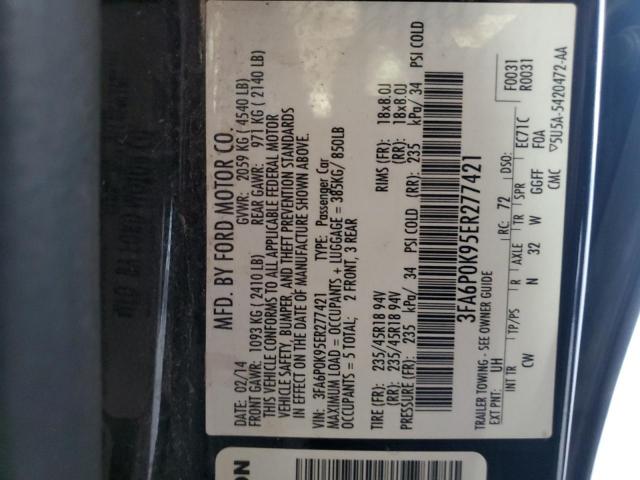 MFD. BY FORD MOTOR CO.
DATE: 02/14 GVWR: 2059 KG ( 4540 LB)
FRONT GAWR: 1093 KG ( 2410 LB) REAR GAWR: 971 KG ( 2140 LB)
THIS VEHICLE CONFORMS TO ALL APPLICABLE FEDERAL MOTOR
VEHICLE SAFETY, BUMPER, AND THEFT PREVENTION STANDARDS
IN EFFECT ON THE DATE OF MANUFACTURE SHOWN ABOVE.
VIN: 3FA6P0K95ER277421 TYPE: Passenger Car
MAXIMUM LOAD = OCCUPANTS + LUGGAGE = 385KG/ 850LB
OCCUPANTS = 5 TOTAL; 2 FRONT, 3 REAR
TIRE (FR): 235/45R18 94V RIMS (FR): 18x8.0J
(RR): 235/45R18 94V (RR): 18x8.0J
PRESSURE (FR): 235 kPa/ 34 PSI COLD (RR): 235 kPa/ 34 PSI COLD
3FA6P0K95ER277421
TRAILER TOWING - SEE OWNER GUIDE
F0031
R0031
EXT PNT: UH RC: 72 DSO:
INT TR TP/PS R AXLE TR SPR EC71C
CW N 32 W GGFF F0A
CMC ▽5U5A-5420472-AA
ON